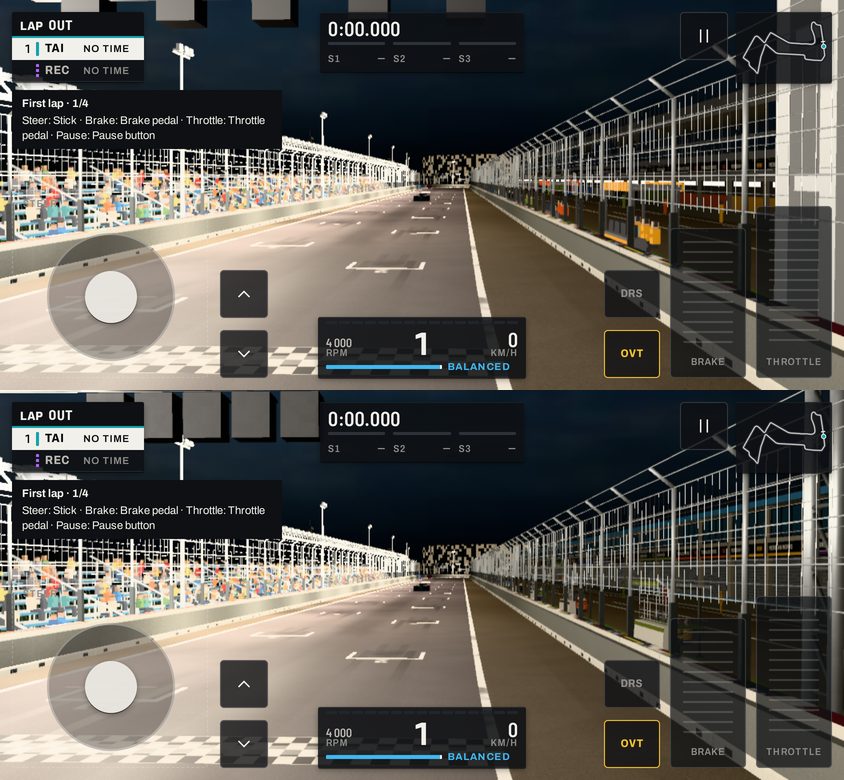 LAP OUT
1 TAI NO TIME
REC NO TIME
First lap · 1/4
Steer: Stick · Brake: Brake pedal · Throttle: Throttle
pedal · Pause: Pause button
0:00.000
S1 – S2 – S3 –
4 000
RPM
1
0
KM/H
BALANCED
DRS
OVT
BRAKE
THROTTLE
LAP OUT
1 TAI NO TIME
REC NO TIME
First lap · 1/4
Steer: Stick · Brake: Brake pedal · Throttle: Throttle
pedal · Pause: Pause button
0:00.000
S1 – S2 – S3 –
4 000
RPM
1
0
KM/H
BALANCED
DRS
OVT
BRAKE
THROTTLE